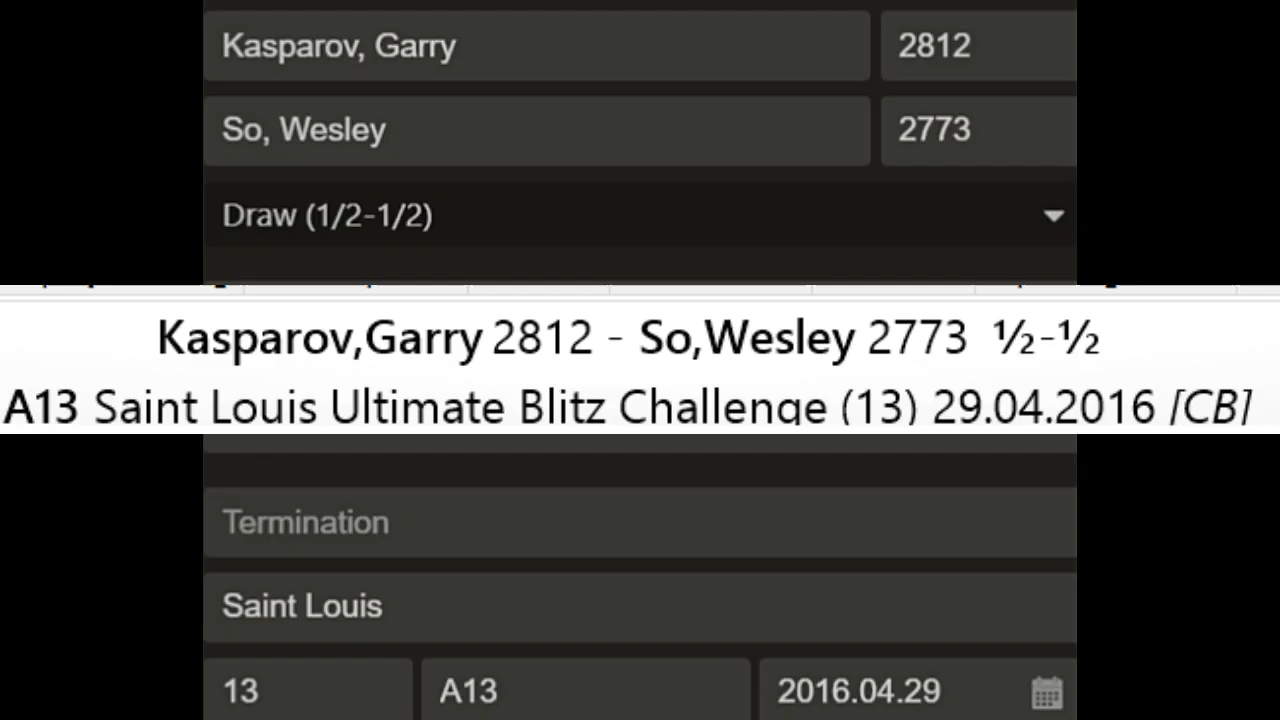 Kasparov, Garry 2812
So, Wesley 2773
Draw (1/2-1/2)
Kasparov,Garry 2812 - So,Wesley 2773 ½-½
A13 Saint Louis Ultimate Blitz Challenge (13) 29.04.2016 [CB]
Termination
Saint Louis
13 A13 2016.04.29